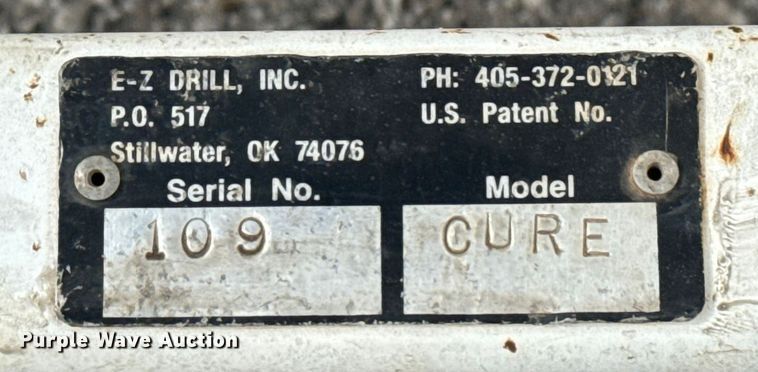 E-Z DRILL, INC.
P.O. 517
Stillwater, OK 74076
PH: 405-372-0121
U.S. Patent No.
Serial No.
109
Model
CURE
Purple Wave Auction